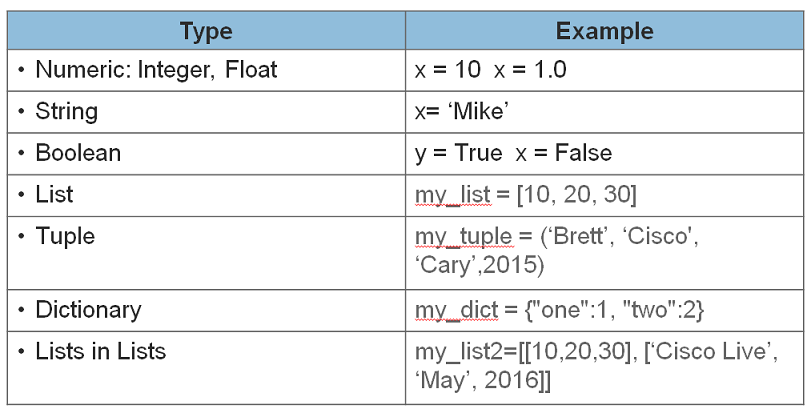 Type Example
• Numeric: Integer, Float x = 10 x = 1.0
• String x= ‘Mike’
• Boolean y = True x = False
• List my_list = [10, 20, 30]
• Tuple my_tuple = (‘Brett’, ‘Cisco',
‘Cary’,2015)
• Dictionary my_dict = {"one":1, "two":2}
• Lists in Lists my_list2=[[10,20,30], [‘Cisco Live’,
‘May’, 2016]]